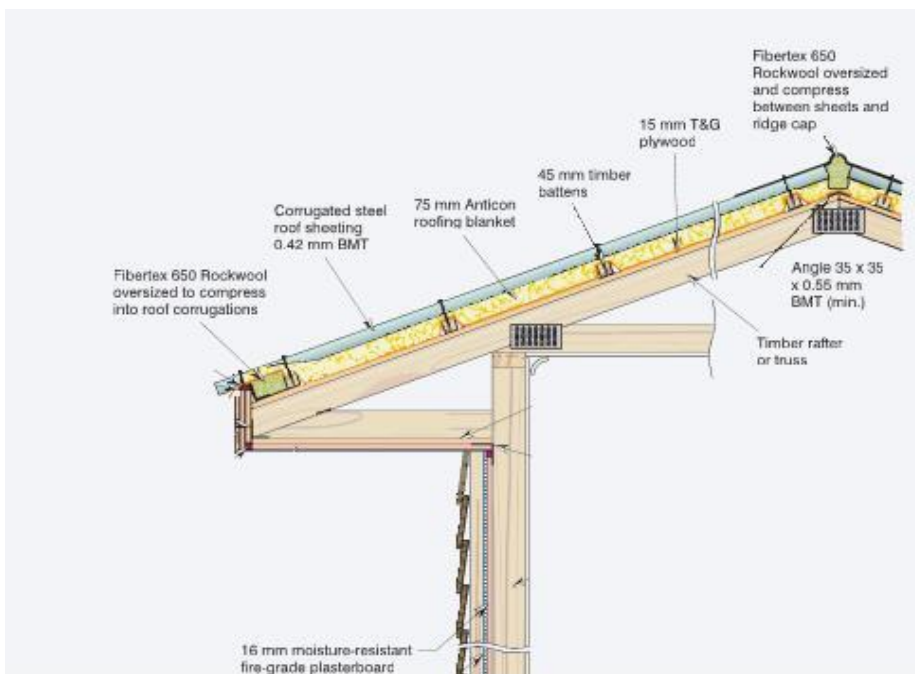 Fibertex 650
Rockwool oversized
and compress
between sheets and
ridge cap
15 mm T&G
plywood
45 mm timber
battens
75 mm Anticon
roofing blanket
Corrugated steel
roof sheeting
0.42 mm BMT
Fibertex 650 Rockwool
oversized to compress
into roof corrugations
Angle 35 x 35
x 0.55 mm
BMT (min.)
Timber rafter
or truss
16 mm moisture-resistant
fire-grade plasterboard